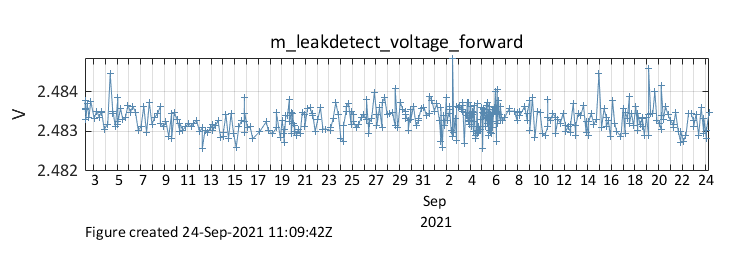 m_leakdetect_voltage_forward
2.484
2.483
2.482
V
3 5 7 9 11 13 15 17 19 21 23 25 27 29 31 2 4 6 8 10 12 14 16 18 20 22 24
Sep
2021
Figure created 24-Sep-2021 11:09:42Z